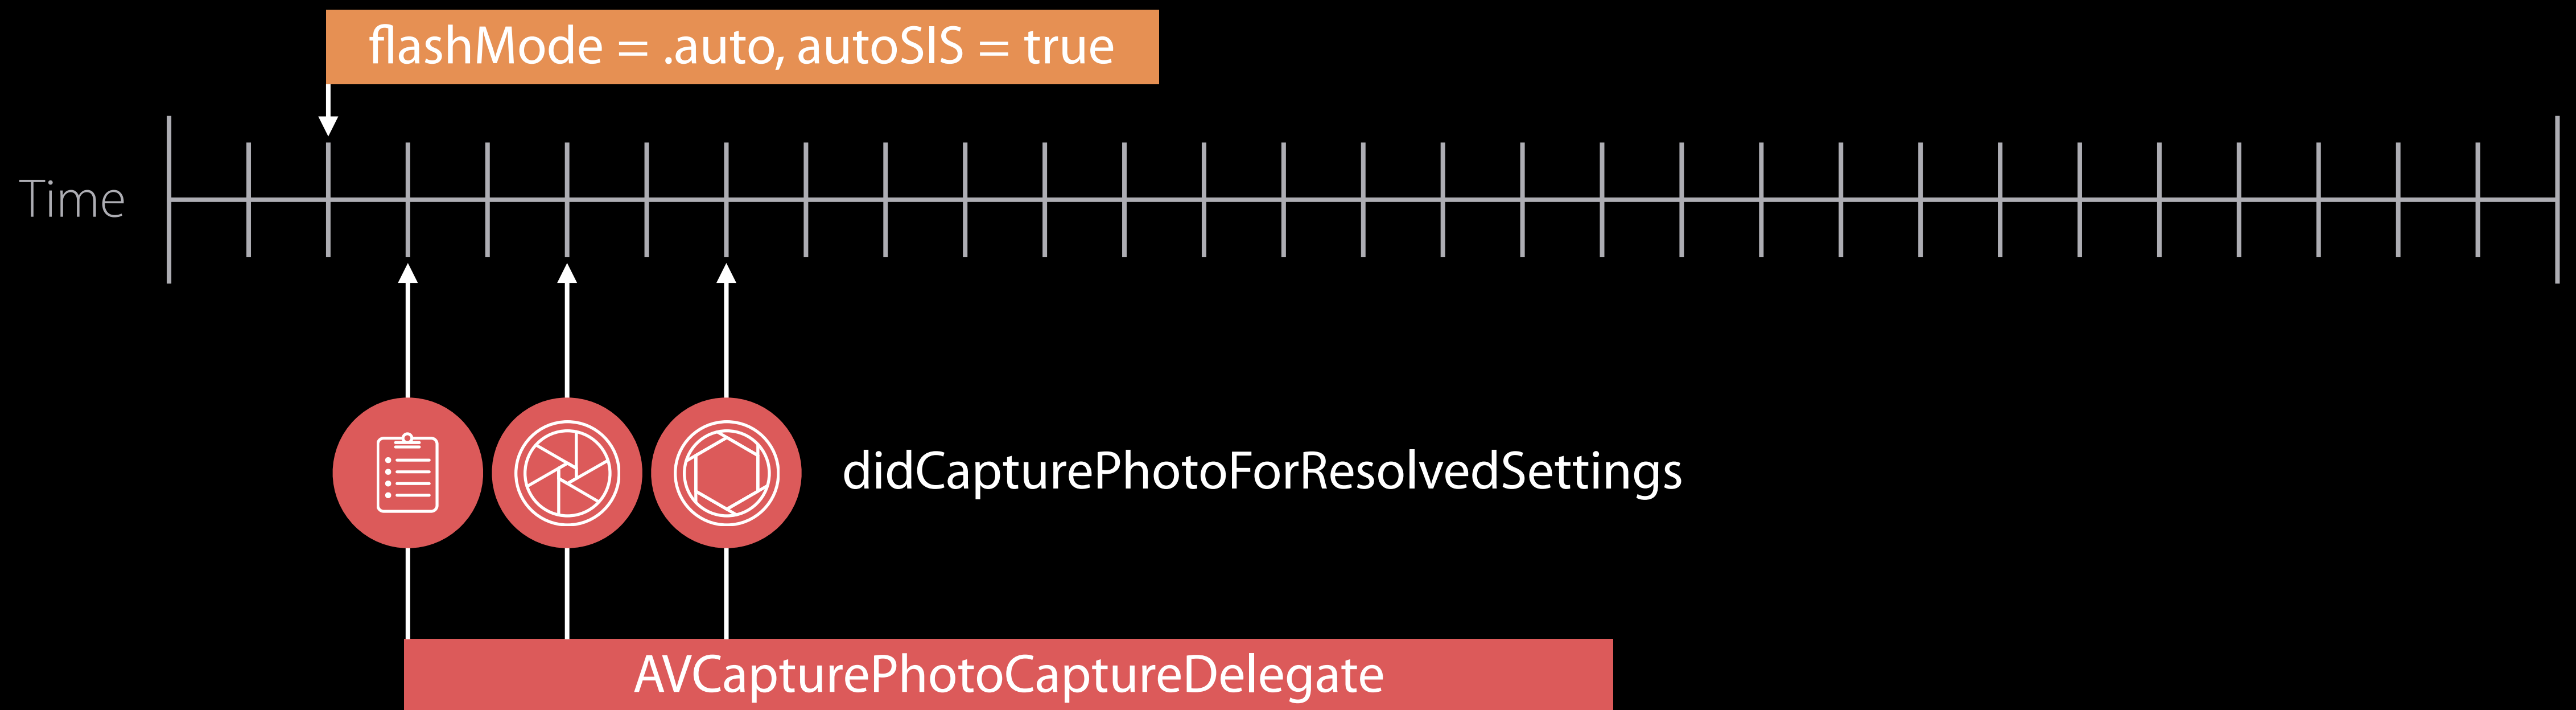 flashMode = .auto, autoSIS = true
Time
didCapturePhotoForResolvedSettings
AVCapturePhotoCaptureDelegate